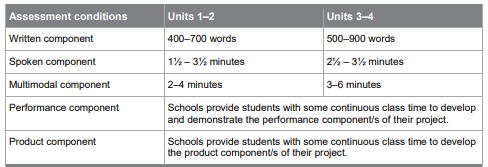 Assessment conditions Units 1–2 Units 3–4
Written component 400–700 words 500–900 words
Spoken component 1½ – 3½ minutes 2½ – 3½ minutes
Multimodal component 2–4 minutes 3–6 minutes
Performance component Schools provide students with some continuous class time to develop
and demonstrate the performance component/s of their project.
Product component Schools provide students with some continuous class time to develop
the product component/s of their project.